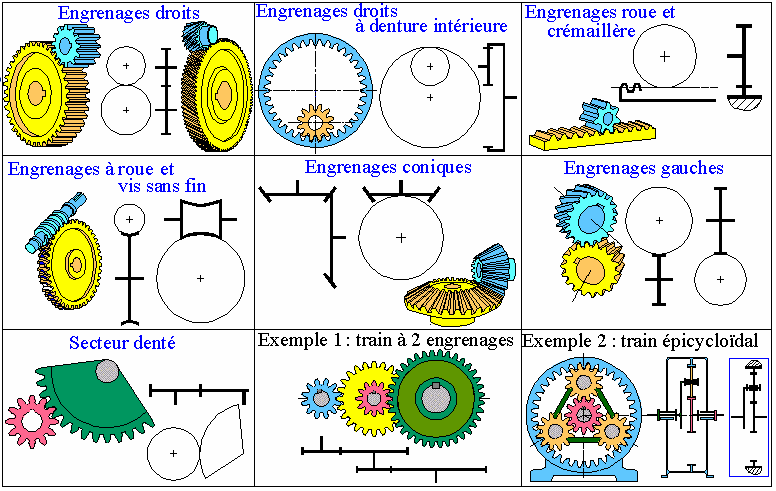 Engrenages droits
Engrenages droits
à denture intérieure
Engrenages roue et
crémaillère
Engrenages à roue et
vis sans fin
Engrenages coniques
Engrenages gauches
Secteur denté
Exemple 1 : train à 2 engrenages
Exemple 2 : train épicycloïdal